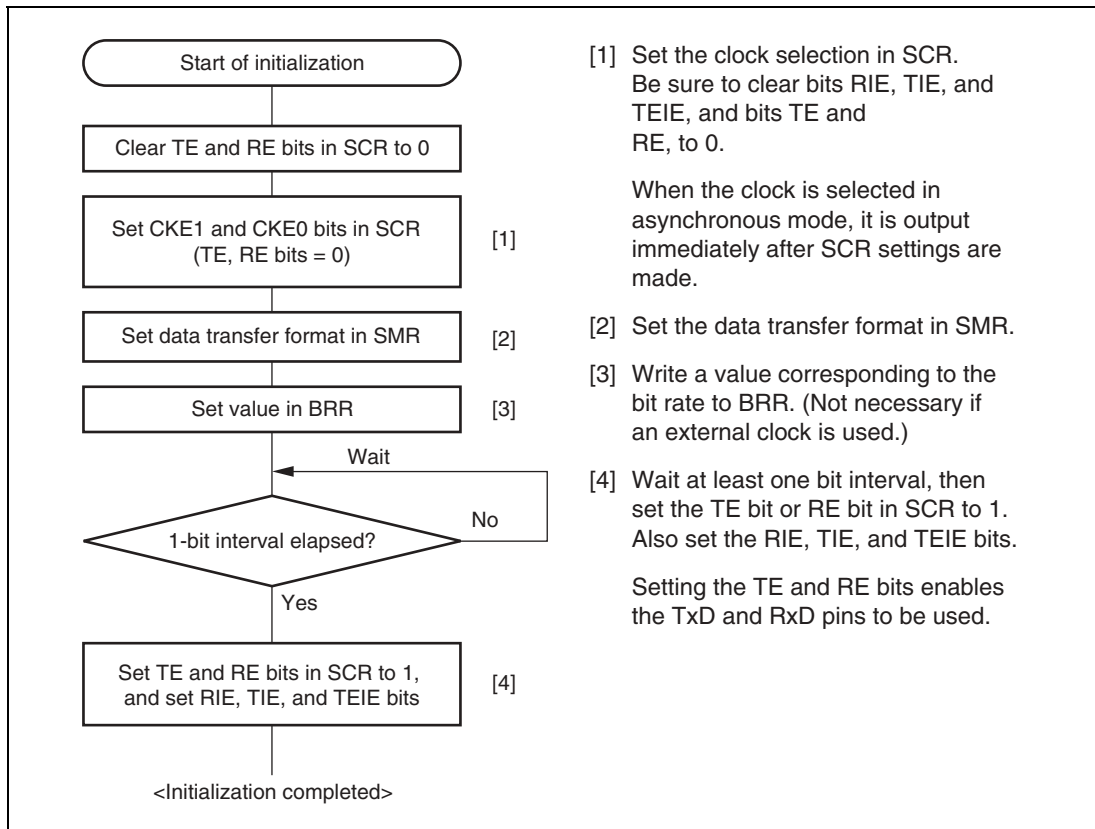 Start of initialization
Clear TE and RE bits in SCR to 0
Set CKE1 and CKE0 bits in SCR
(TE, RE bits = 0)
[1]
Set data transfer format in SMR
[2]
Set value in BRR
[3]
Wait
1-bit interval elapsed?
No
Yes
Set TE and RE bits in SCR to 1,
and set RIE, TIE, and TEIE bits
[4]
<Initialization completed>
[1] Set the clock selection in SCR.
Be sure to clear bits RIE, TIE, and
TEIE, and bits TE and
RE, to 0.
When the clock is selected in
asynchronous mode, it is output
immediately after SCR settings are
made.
[2] Set the data transfer format in SMR.
[3] Write a value corresponding to the
bit rate to BRR. (Not necessary if
an external clock is used.)
[4] Wait at least one bit interval, then
set the TE bit or RE bit in SCR to 1.
Also set the RIE, TIE, and TEIE bits.
Setting the TE and RE bits enables
the TxD and RxD pins to be used.